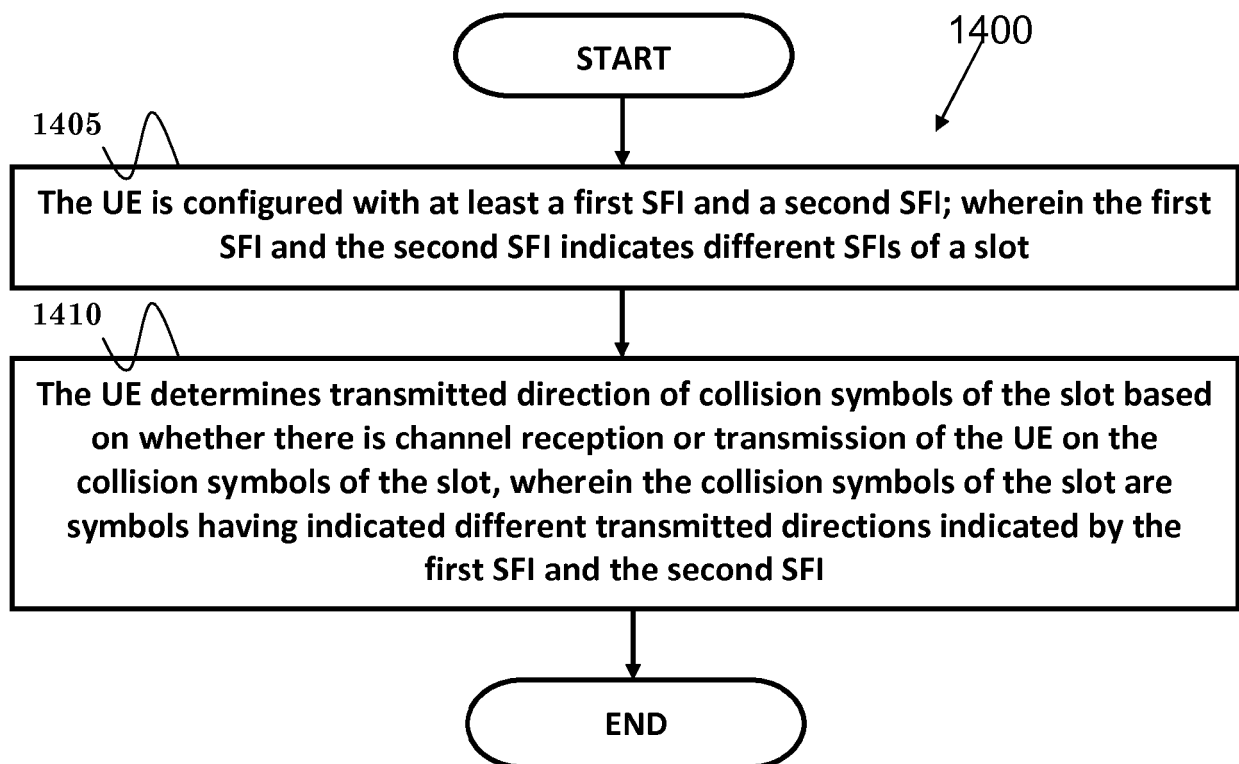 START
1400
1405
The UE is configured with at least a first SFI and a second SFI; wherein the first
SFI and the second SFI indicates different SFIs of a slot
1410
The UE determines transmitted direction of collision symbols of the slot based
on whether there is channel reception or transmission of the UE on the
collision symbols of the slot, wherein the collision symbols of the slot are
symbols having indicated different transmitted directions indicated by the
first SFI and the second SFI
END